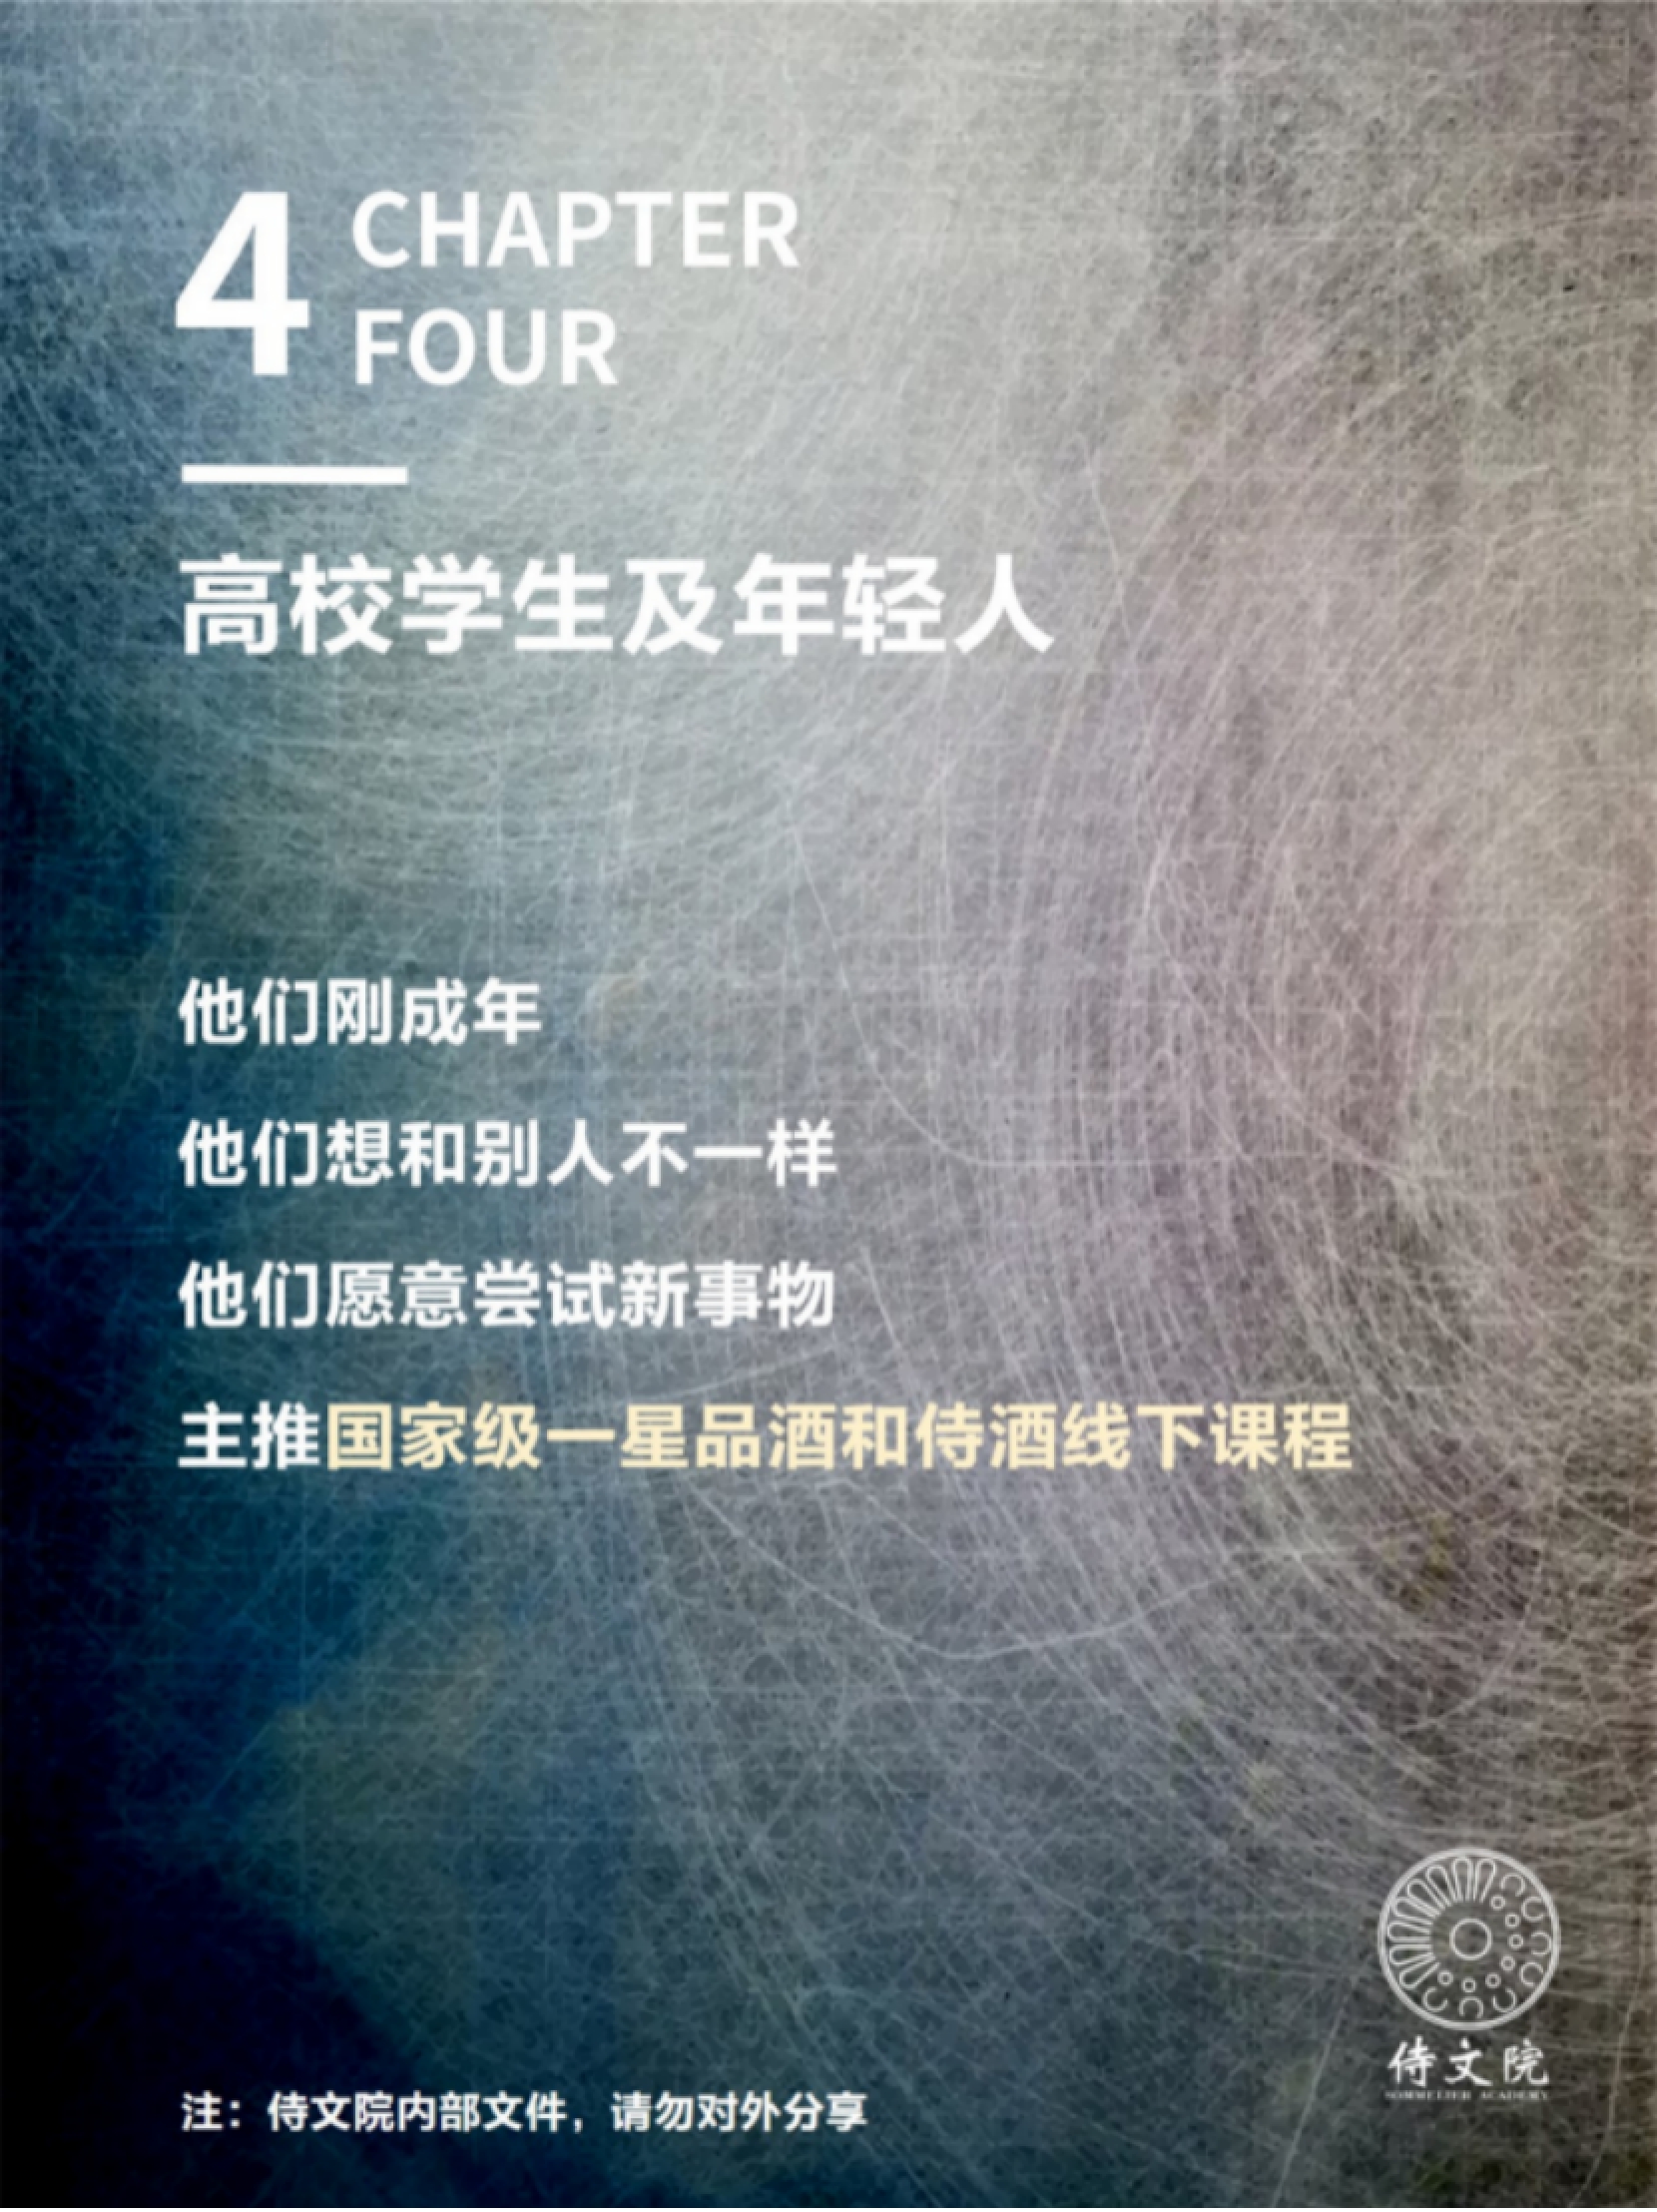 4 CHAPTER
FOUR
高校学生及年轻人
他们刚成年
他们想和别人不一样
他们愿意尝试新事物
主推国家级一星品酒和侍酒线下课程
侍文院
SOMMELIER ACADEMY
注：侍文院内部文件，请勿对外分享